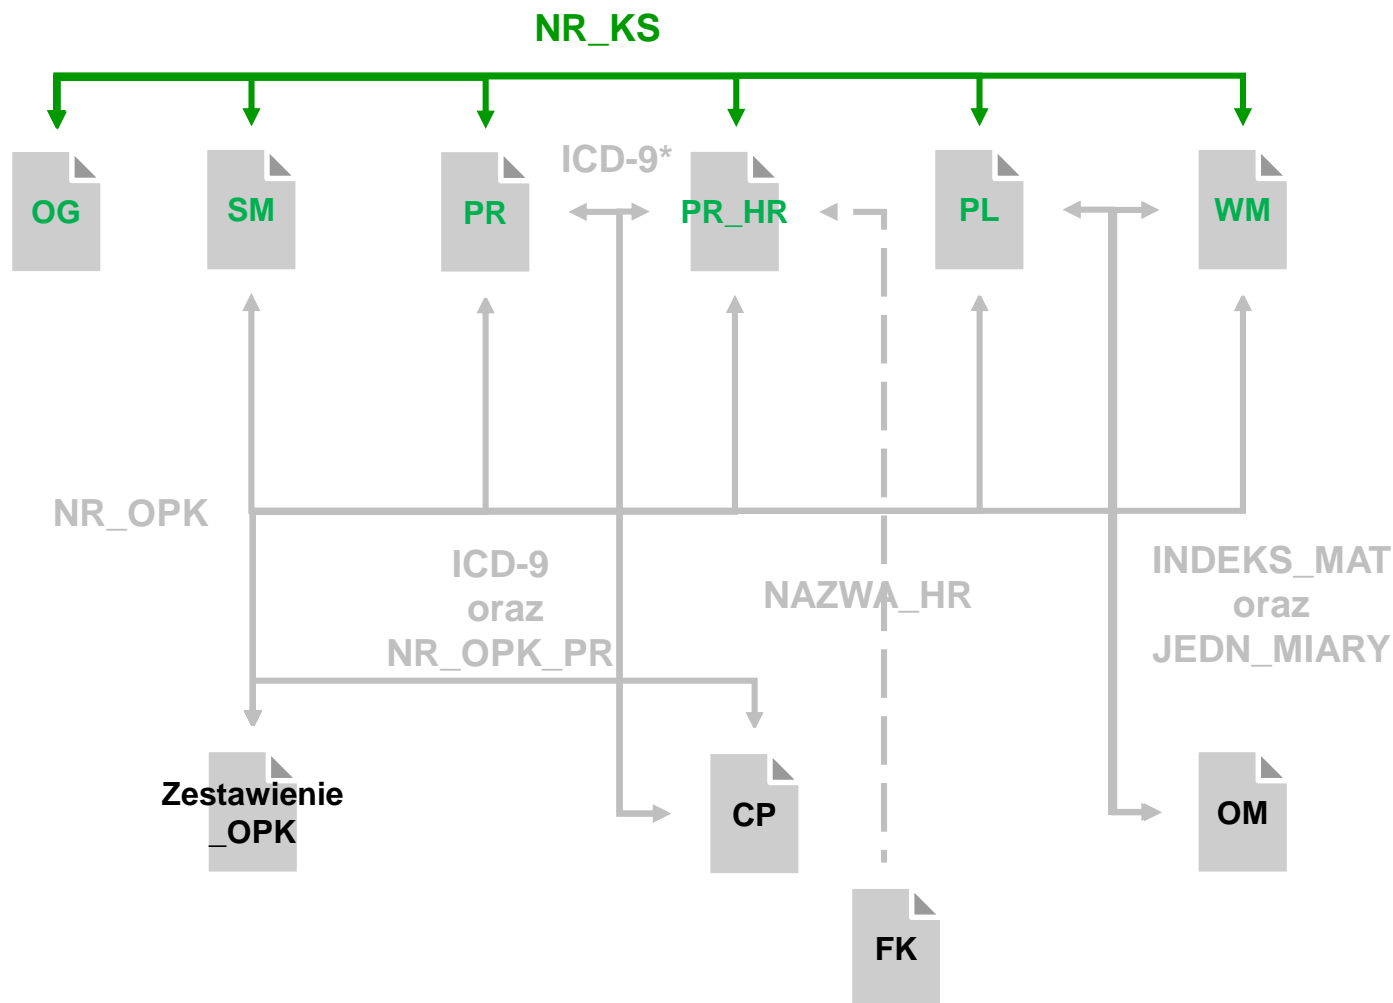 NR_KS
ICD-9*
OG
SM
PR
PR_HR
PL
WM
NR_OPK
ICD-9
oraz
NR_OPK_PR
NAZWA_HR
INDEKS_MAT
oraz
JEDN_MIARY
Zestawienie
_OPK
CP
OM
FK